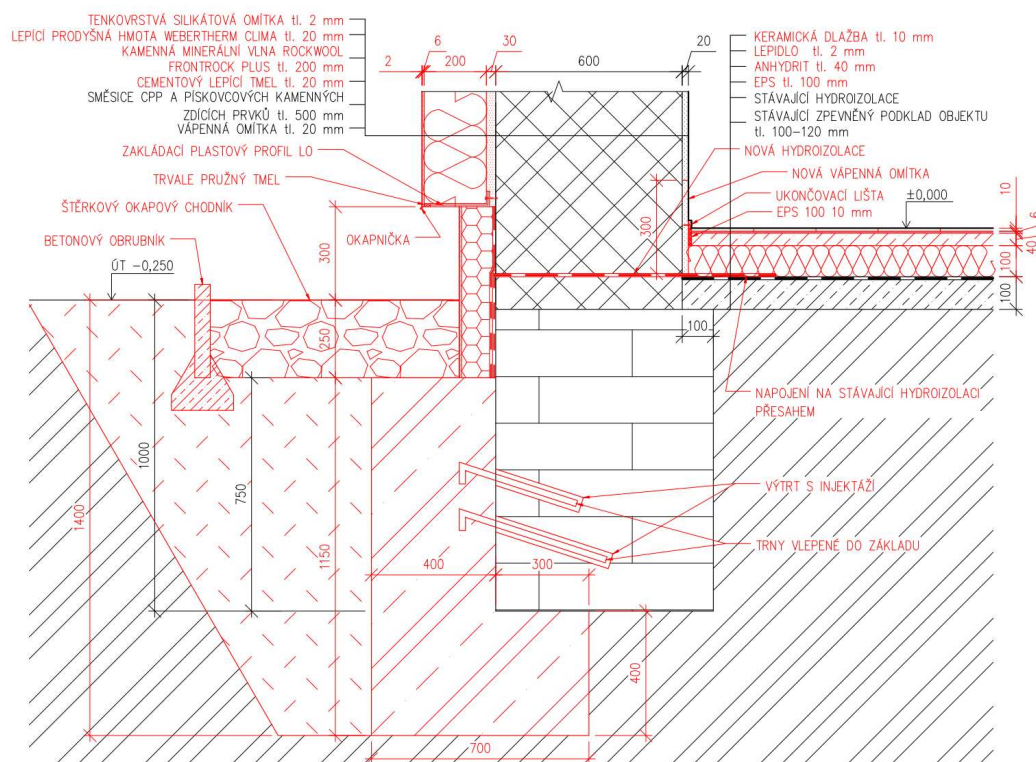 TENKOVRSTVÁ SILIKÁTOVÁ OMÍTKA tl. 2 mm
LEPÍCÍ PRODYŠNÁ HMOTA WEBERTHERM CLIMA tl. 20 mm
KAMENNÁ MINERÁLNÍ VLNA ROCKWOOL
FRONTROCK PLUS tl. 200 mm
CEMENTOVÝ LEPÍCÍ TMEL tl. 20 mm
SMĚSICE CPP A PÍSKOVCOVÝCH KAMENNÝCH
ZDÍCÍCH PRVKŮ tl. 500 mm
VÁPENNÁ OMÍTKA tl. 20 mm
ZAKLÁDACÍ PLASTOVÝ PROFIL LO
TRVALE PRUŽNÝ TMEL
ŠTĚRKOVÝ OKAPOVÝ CHODNÍK
BETONOVÝ OBRUBNÍK
ÚT -0,250
OKAPNIČKA
2
6
200
30
600
20
KERAMICKÁ DLAŽBA tl. 10 mm
LEPIDLO tl. 2 mm
ANHYDRIT tl. 40 mm
EPS tl. 100 mm
STÁVAJÍCÍ HYDROIZOLACE
STÁVAJÍCÍ ZPEVNĚNÝ PODKLAD OBJEKTU
tl. 100-120 mm
NOVÁ HYDROIZOLACE
NOVÁ VÁPENNÁ OMÍTKA
UKONČOVACÍ LIŠTA
EPS 100 10 mm
±0,000
10
6
40
100
100
300
300
250
100
NAPOJENÍ NA STÁVAJÍCÍ HYDROIZOLACI
PŘESAHEM
VÝTRT S INJEKTÁŽÍ
TRNY VLEPENÉ DO ZÁKLADU
1400
1000
750
1150
400
300
400
700